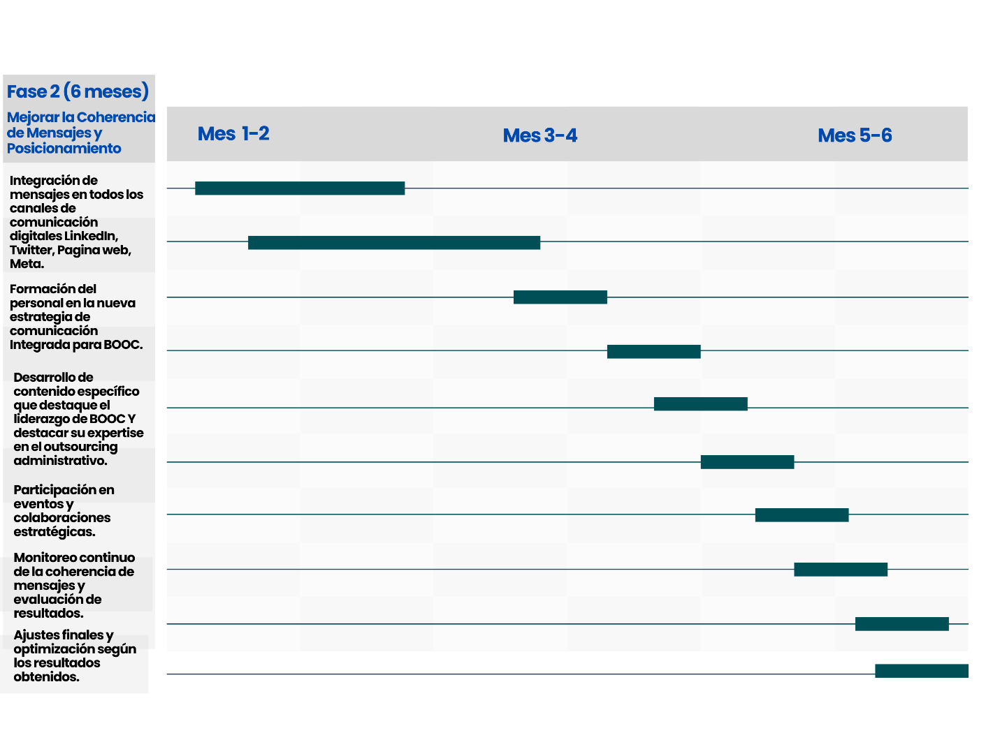 Fase 2 (6 meses)
Mejorar la Coherencia
de Mensajes y
Posicionamiento
Mes 1-2
Mes 3-4
Mes 5-6
Integración de
mensajes en todos los
canales de
comunicación
digitales LinkedIn,
Twitter, Pagina web,
Meta.
Formación del
personal en la nueva
estrategia de
comunicación
Integrada para BOOC.
Desarrollo de
contenido específico
que destaque el
liderazgo de BOOC Y
destacar su expertise
en el outsourcing
administrativo.
Participación en
eventos y
colaboraciones
estratégicas.
Monitoreo continuo
de la coherencia de
mensajes y
evaluación de
resultados.
Ajustes finales y
optimización según
los resultados
obtenidos.